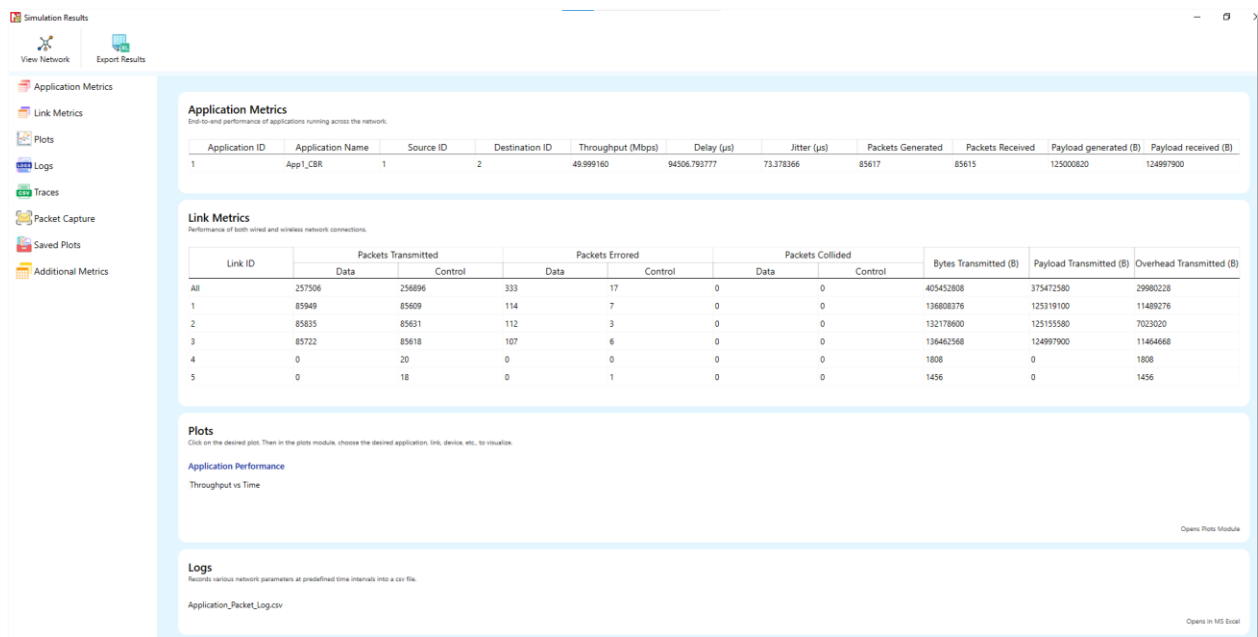 Simulation Results
View Network Export Results
Application Metrics
Link Metrics
Plots
Logs
Traces
Packet Capture
Saved Plots
Additional Metrics
Application Metrics
End-to-end performance of applications running across the network.
Application ID Application Name Source ID Destination ID Throughput (Mbps) Delay (µs) Jitter (µs) Packets Generated Packets Received Payload generated (B) Payload received (B)
1 App1_CBR 1 2 49.999160 94506.793777 73.378366 85617 85615 125000820 124997900
Link Metrics
Performance of both wired and wireless network connections.
Link ID Packets Transmitted Packets Errored Packets Collided Bytes Transmitted (B) Payload Transmitted (B) Overhead Transmitted (B)
Data Control Data Control Data Control
All 257506 256896 333 17 0 0 405452808 375472580 29980228
1 85949 85609 114 7 0 0 136808376 125319100 11489276
2 85835 85631 112 3 0 0 132178600 125155580 7023020
3 85722 85618 107 6 0 0 136462568 124997900 11464668
4 0 20 0 0 0 0 1808 0 1808
5 0 18 0 1 0 0 1456 0 1456
Plots
Click on the desired plot. Then in the plots module, choose the desired application, link, device, etc., to visualize.
Application Performance
Throughput vs Time
Opens Plots Module
Logs
Records various network parameters at predefined time intervals into a csv file.
Application_Packet_Log.csv
Opens in MS Excel